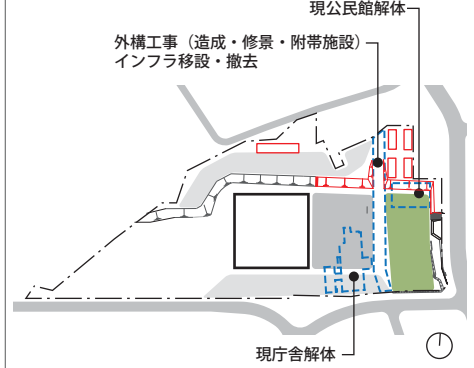 現公民館解体
外構工事（造成・修景・附帯施設）
インフラ移設・撤去
現庁舎解体